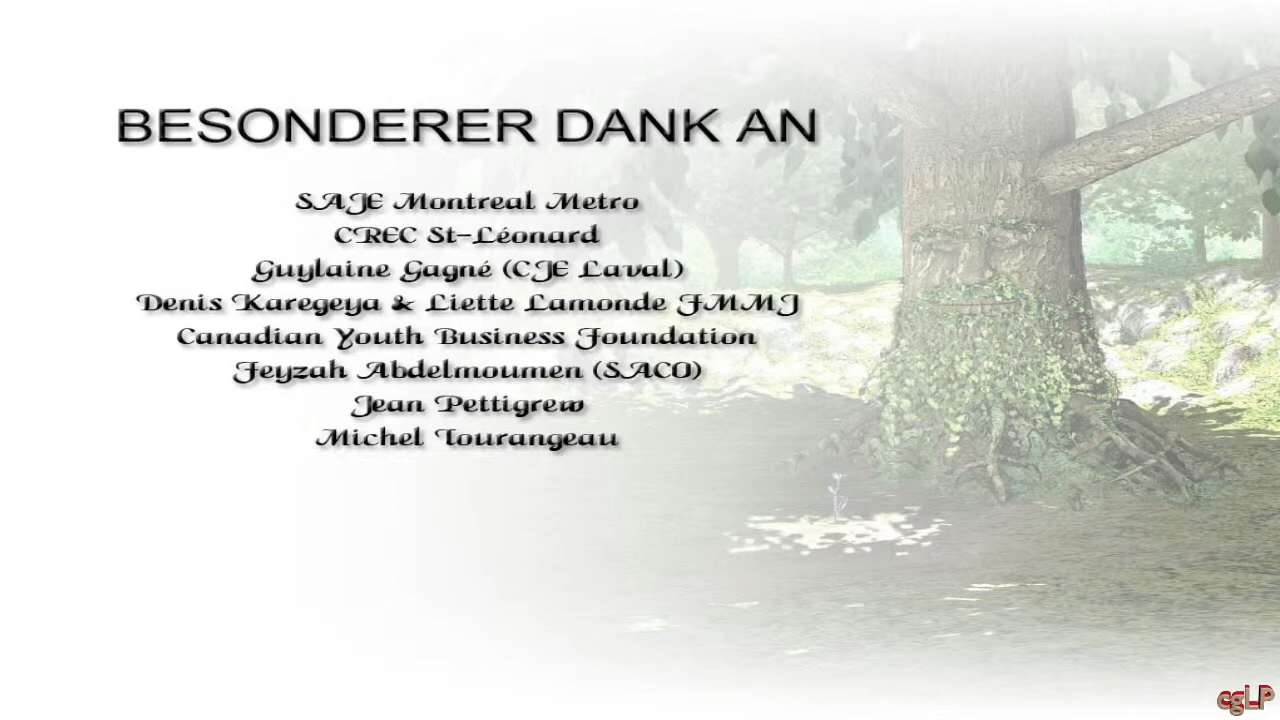 BESONDERER DANK AN
SAJE Montreal Metro
CREC St-Léonard
Guylaine Gagné (CJE Laval)
Denis Karegeya & Liette Lamonde FMMJ
Canadian Youth Business Foundation
Feyzah Abdelmoumen (SACO)
Jean Pettigrew
Michel Tourangeau
cgLP